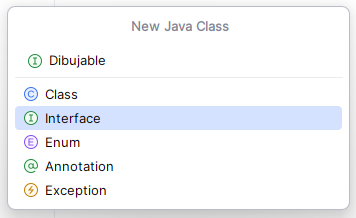 New Java Class
I Dibujable
C Class
I Interface
E Enum
@ Annotation
Exception